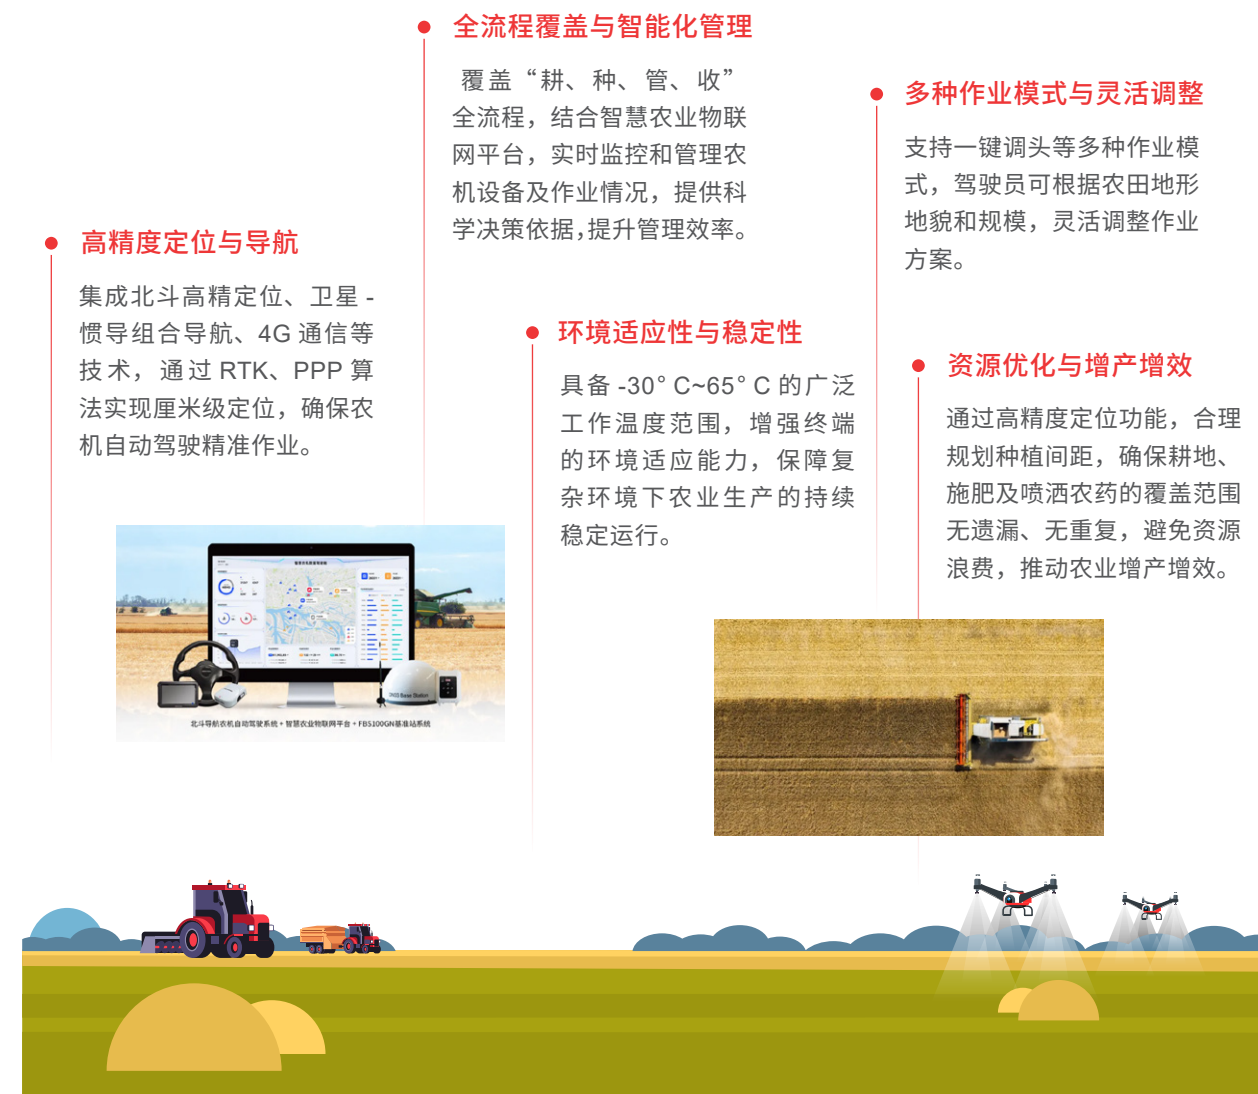 全流程覆盖与智能化管理
覆盖“耕、种、管、收”
全流程，结合智慧农业物联
网平台，实时监控和管理农
机设备及作业情况，提供科
学决策依据，提升管理效率。
多种作业模式与灵活调整
支持一键调头等多种作业模
式，驾驶员可根据农田地形
地貌和规模，灵活调整作业
方案。
高精度定位与导航
集成北斗高精定位、卫星 -
惯导组合导航、4G 通信等
技术，通过 RTK、PPP 算
法实现厘米级定位，确保农
机自动驾驶精准作业。
环境适应性与稳定性
具备 -30° C~65° C 的广泛
工作温度范围，增强终端
的环境适应能力，保障复
杂环境下农业生产的持续
稳定运行。
资源优化与增产增效
通过高精度定位功能，合理
规划种植间距，确保耕地、
施肥及喷洒农药的覆盖范围
无遗漏、无重复，避免资源
浪费，推动农业增产增效。
北斗导航农机自动驾驶系统 + 智慧农业物联网平台 + FB5100GN基准站系统